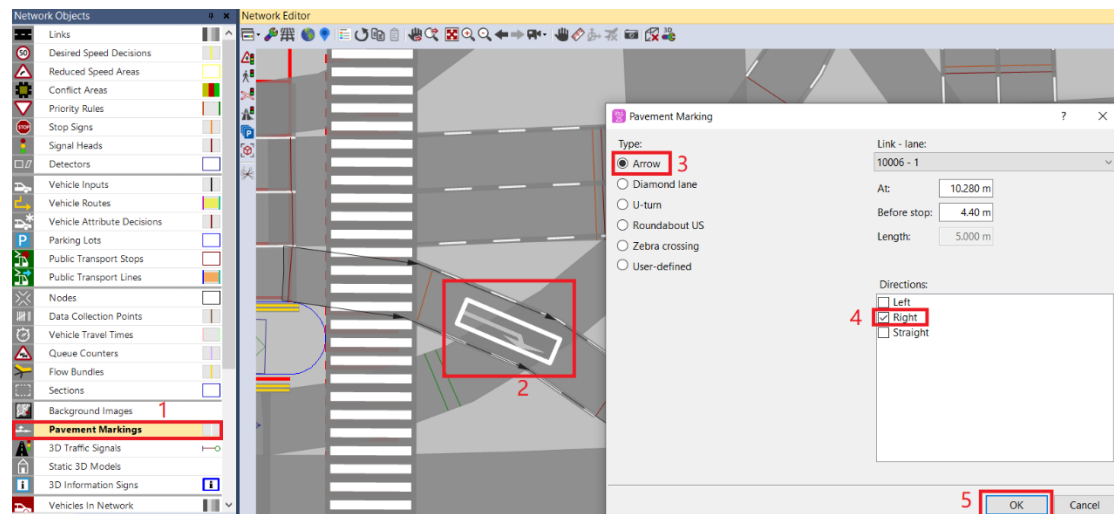 Network Objects
Links
50
Desired Speed Decisions
Reduced Speed Areas
Conflict Areas
Priority Rules
STOP
Stop Signs
Signal Heads
Detectors
Vehicle Inputs
Vehicle Routes
Vehicle Attribute Decisions
P
Parking Lots
Public Transport Stops
Public Transport Lines
Nodes
Data Collection Points
Vehicle Travel Times
Queue Counters
Flow Bundles
Sections
Background Images
1
Pavement Markings
3D Traffic Signals
Static 3D Models
i
3D Information Signs
i
Vehicles In Network
Network Editor
3D
P
2
Pavement Marking
?
Type:
Arrow
3
Diamond lane
U-turn
Roundabout US
Zebra crossing
User-defined
Link - lane:
10006 - 1
At:
10.280 m
Before stop:
4.40 m
Length:
5.000 m
Directions:
Left
4
Right
Straight
5
OK
Cancel